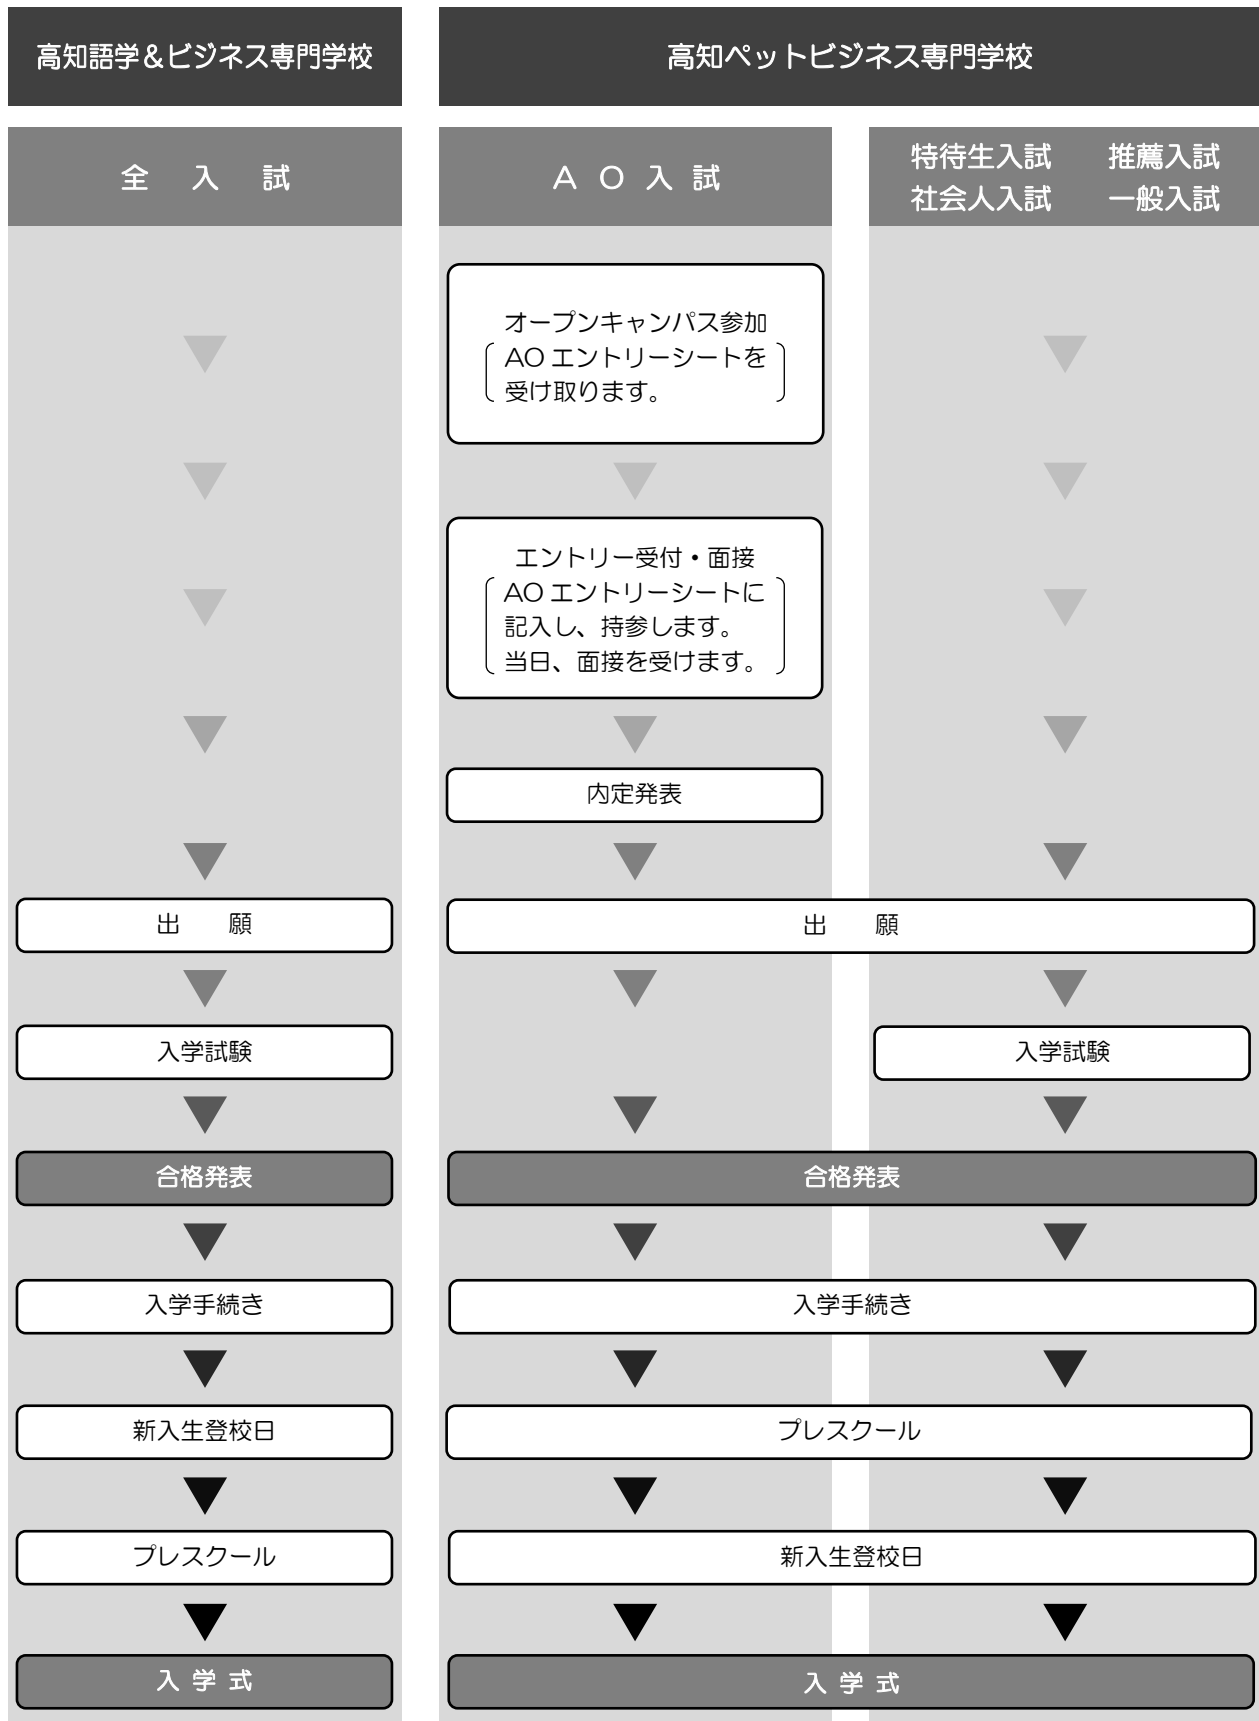 高知語学＆ビジネス専門学校
高知ペットビジネス専門学校
全入試
ＡＯ入試
特待生入試　推薦入試
社会人入試　一般入試
オープンキャンパス参加
AO エントリーシートを
受け取ります。
エントリー受付・面接
AO エントリーシートに
記入し、持参します。
当日、面接を受けます。
内定発表
出　願
出　願
入学試験
入学試験
合格発表
合格発表
入学手続き
入学手続き
新入生登校日
プレスクール
プレスクール
新入生登校日
入学式
入学式